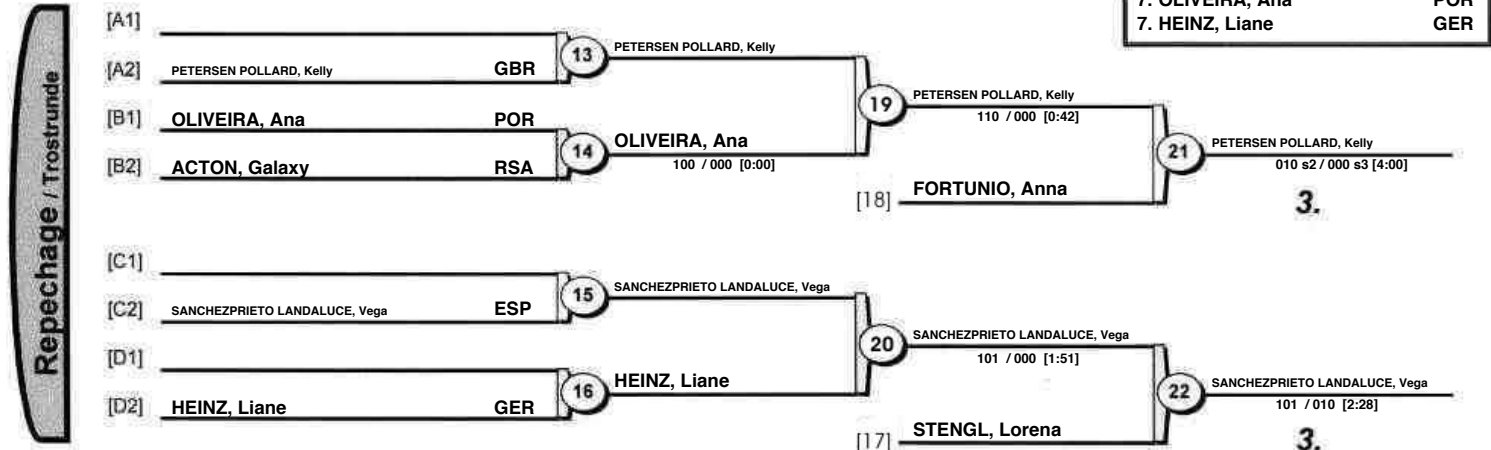 7. OLIVEIRA, Ana POR
7. HEINZ, Liane GER
Repechage / Trostrunde
[A1]
[A2] PETERSEN POLLARD, Kelly GBR
13 PETERSEN POLLARD, Kelly
[B1] OLIVEIRA, Ana POR
[B2] ACTON, Galaxy RSA
14 OLIVEIRA, Ana
100 / 000 [0:00]
19 PETERSEN POLLARD, Kelly
110 / 000 [0:42]
[18] FORTUNIO, Anna
21 PETERSEN POLLARD, Kelly
010 s2 / 000 s3 [4:00]
3.
[C1]
[C2] SANCHEZPRIETO LANDALUCE, Vega ESP
15 SANCHEZPRIETO LANDALUCE, Vega
[D1]
[D2] HEINZ, Liane GER
16 HEINZ, Liane
20 SANCHEZPRIETO LANDALUCE, Vega
101 / 000 [1:51]
[17] STENGL, Lorena
22 SANCHEZPRIETO LANDALUCE, Vega
101 / 010 [2:28]
3.